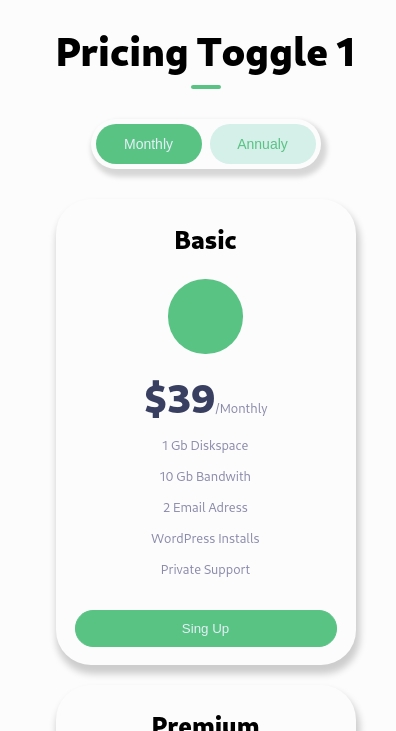 Pricing Toggle 1
Monthly Annualy
Basic
$39/Monthly
1 Gb Diskspace
10 Gb Bandwith
2 Email Adress
WordPress Installs
Private Support
Sing Up
Premium